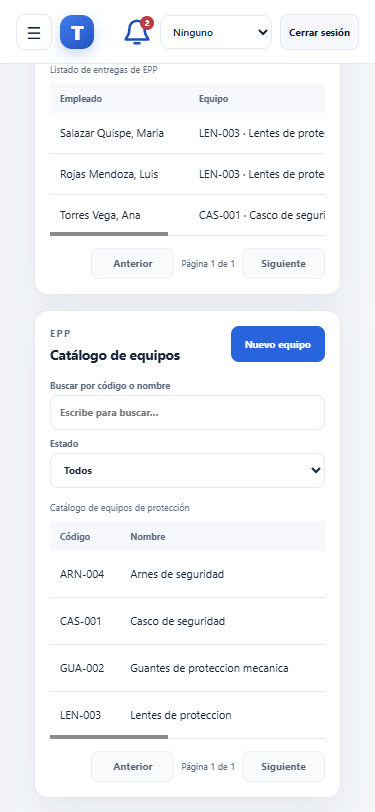 ☰ T 2 Ninguno Cerrar sesión
Listado de entregas de EPP
Empleado Equipo
Salazar Quispe, Maria LEN-003 · Lentes de prote
Rojas Mendoza, Luis LEN-003 · Lentes de prote
Torres Vega, Ana CAS-001 · Casco de seguri
Anterior Página 1 de 1 Siguiente
EPP
Catálogo de equipos Nuevo equipo
Buscar por código o nombre
Escribe para buscar...
Estado
Todos
Catálogo de equipos de protección
Código Nombre
ARN-004 Arnes de seguridad
CAS-001 Casco de seguridad
GUA-002 Guantes de proteccion mecanica
LEN-003 Lentes de proteccion
Anterior Página 1 de 1 Siguiente